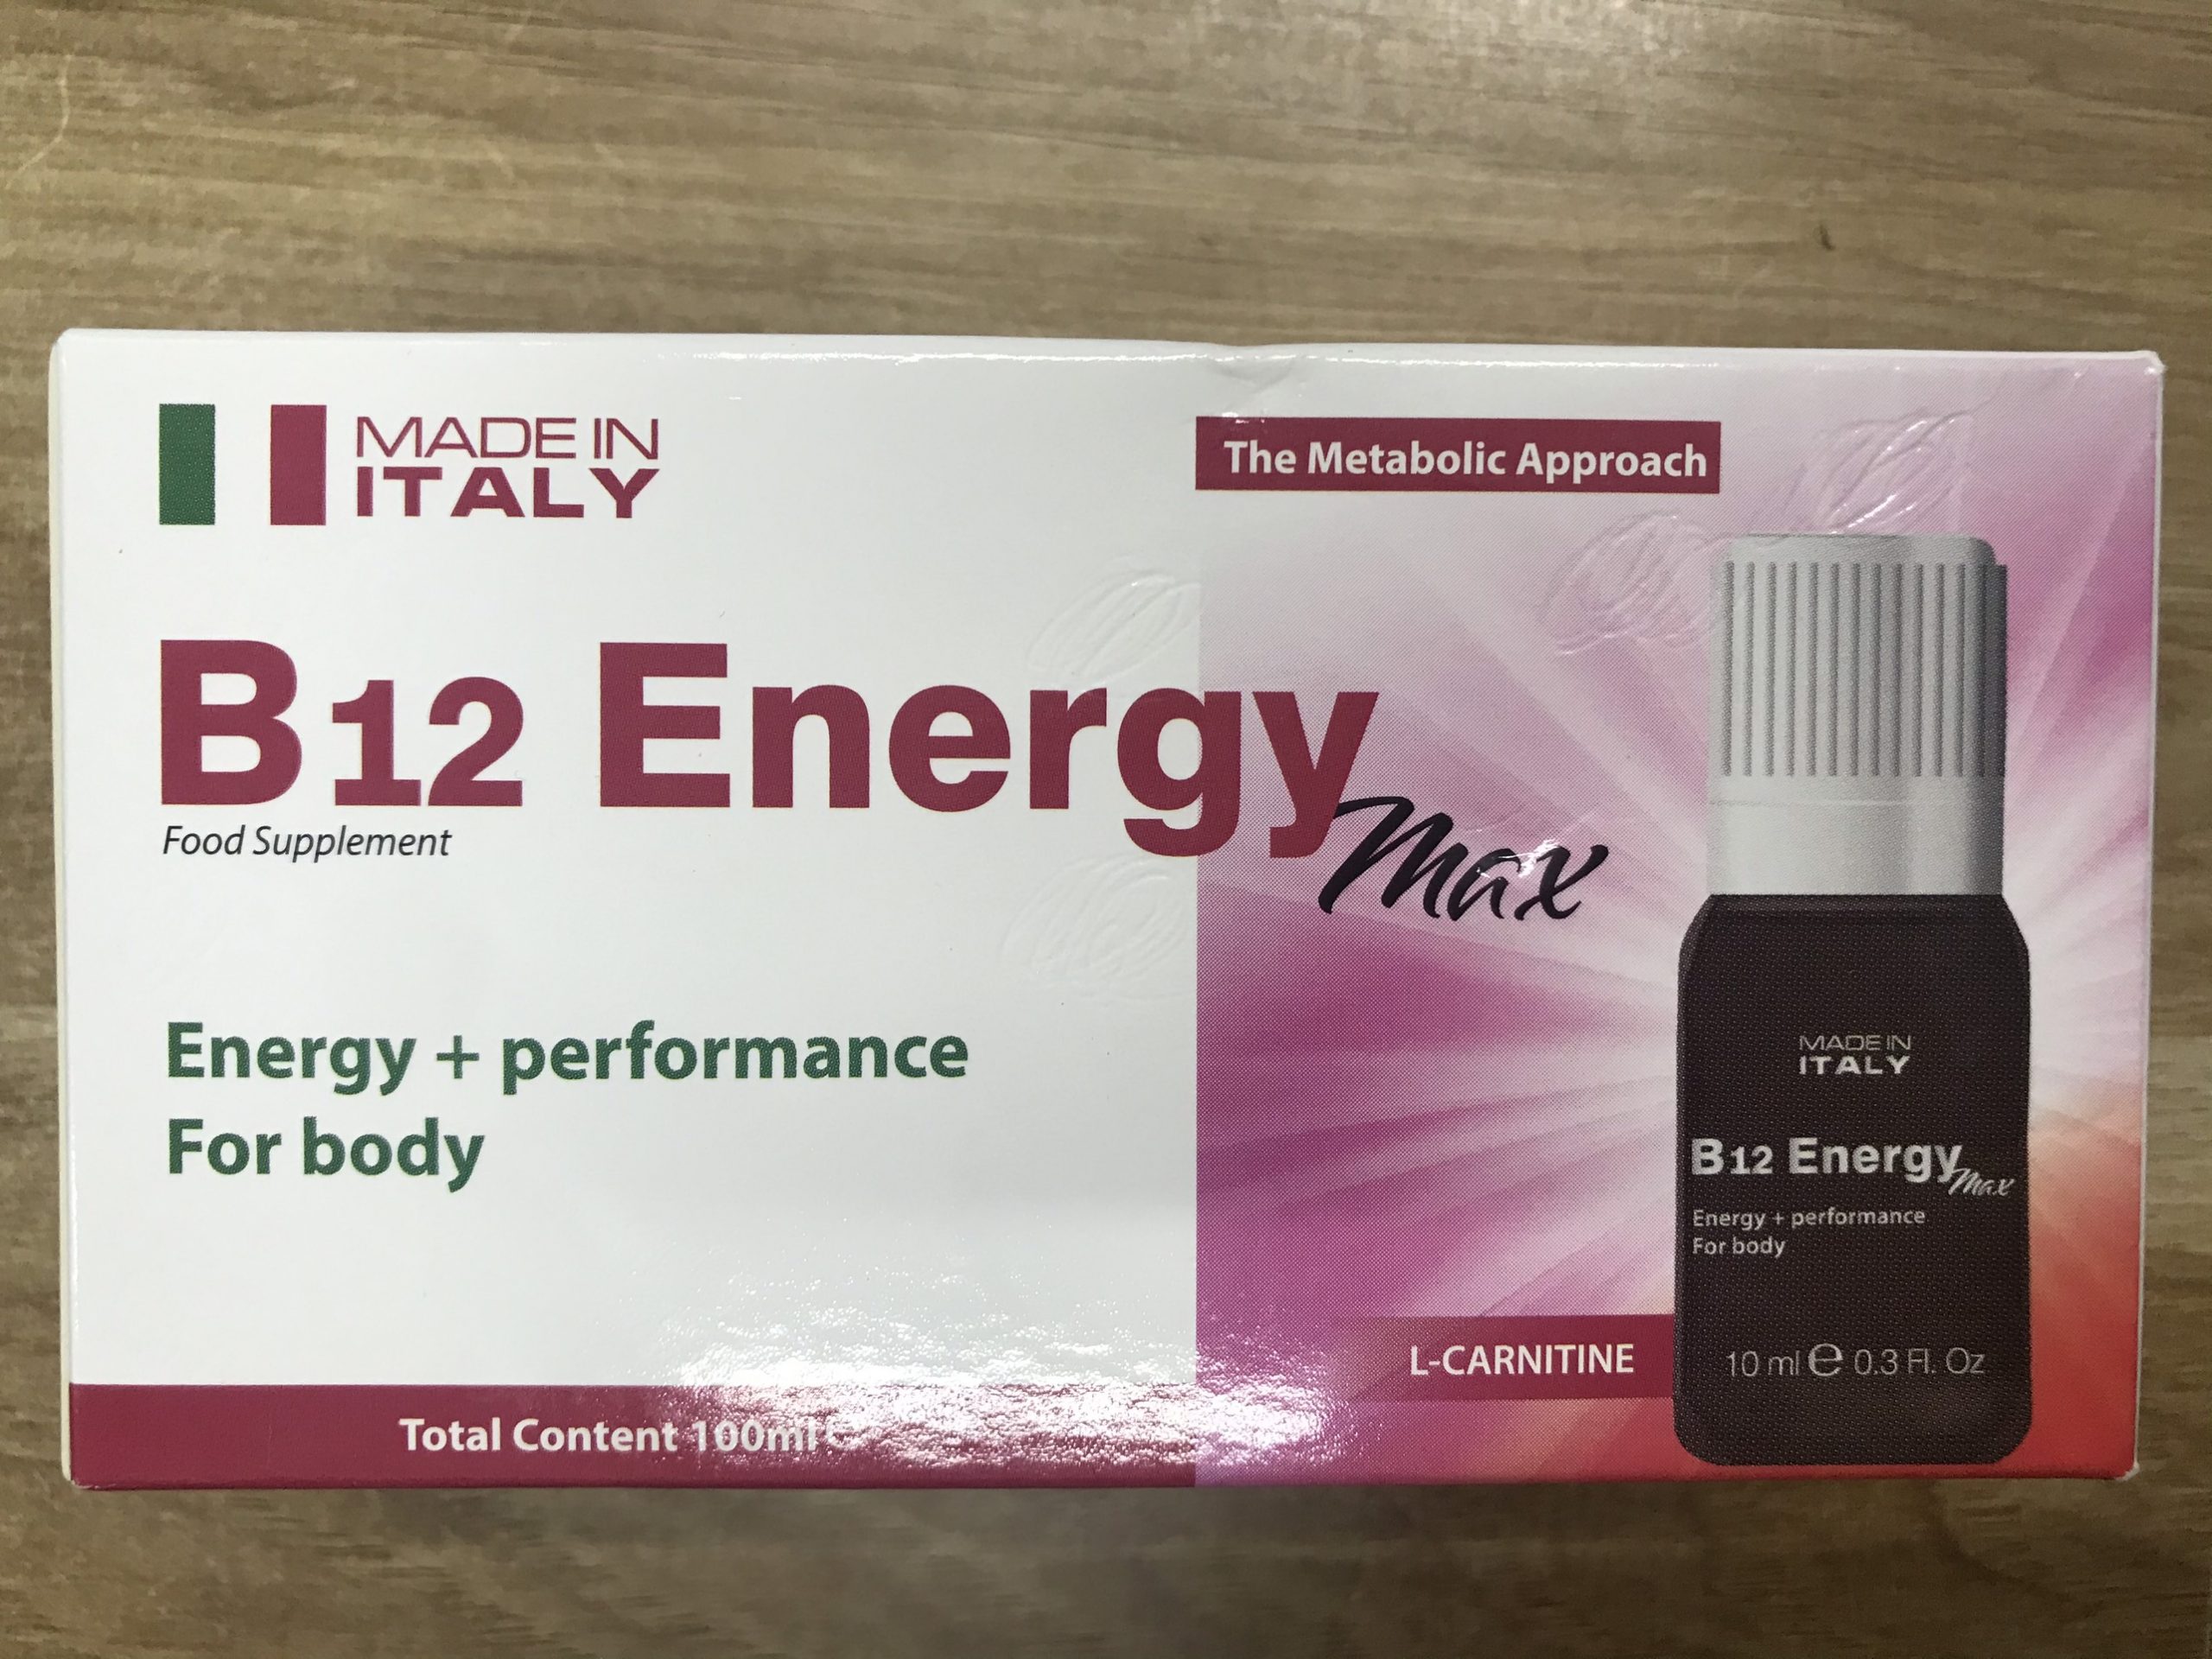 MADE IN
ITALY
The Metabolic Approach
B12 Energy
Max
Food Supplement
Energy + performance
For body
MADE IN
ITALY
B12 Energy
Max
Energy + performance
For body
10 ml ℮ 0.3 Fl. Oz
L-CARNITINE
Total Content 100ml ℮